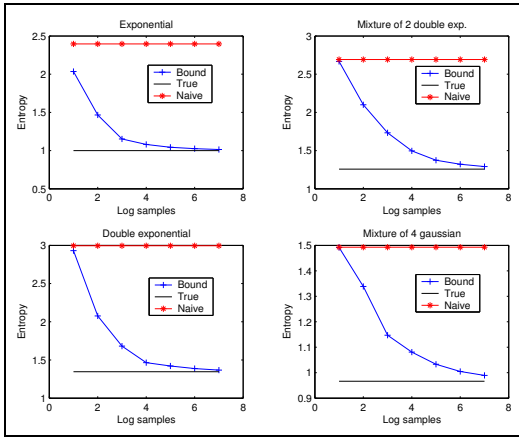 Exponential
2.5
2
1.5
1
0.5
0 2 4 6 8
Entropy
Log samples
Bound
True
Naive
Mixture of 2 double exp.
3
2.5
2
1.5
1
0 2 4 6 8
Entropy
Log samples
Bound
True
Naive
Double exponential
3
2.5
2
1.5
1
0 2 4 6 8
Entropy
Log samples
Bound
True
Naive
Mixture of 4 gaussian
1.5
1.4
1.3
1.2
1.1
1
0.9
0 2 4 6 8
Entropy
Log samples
Bound
True
Naive